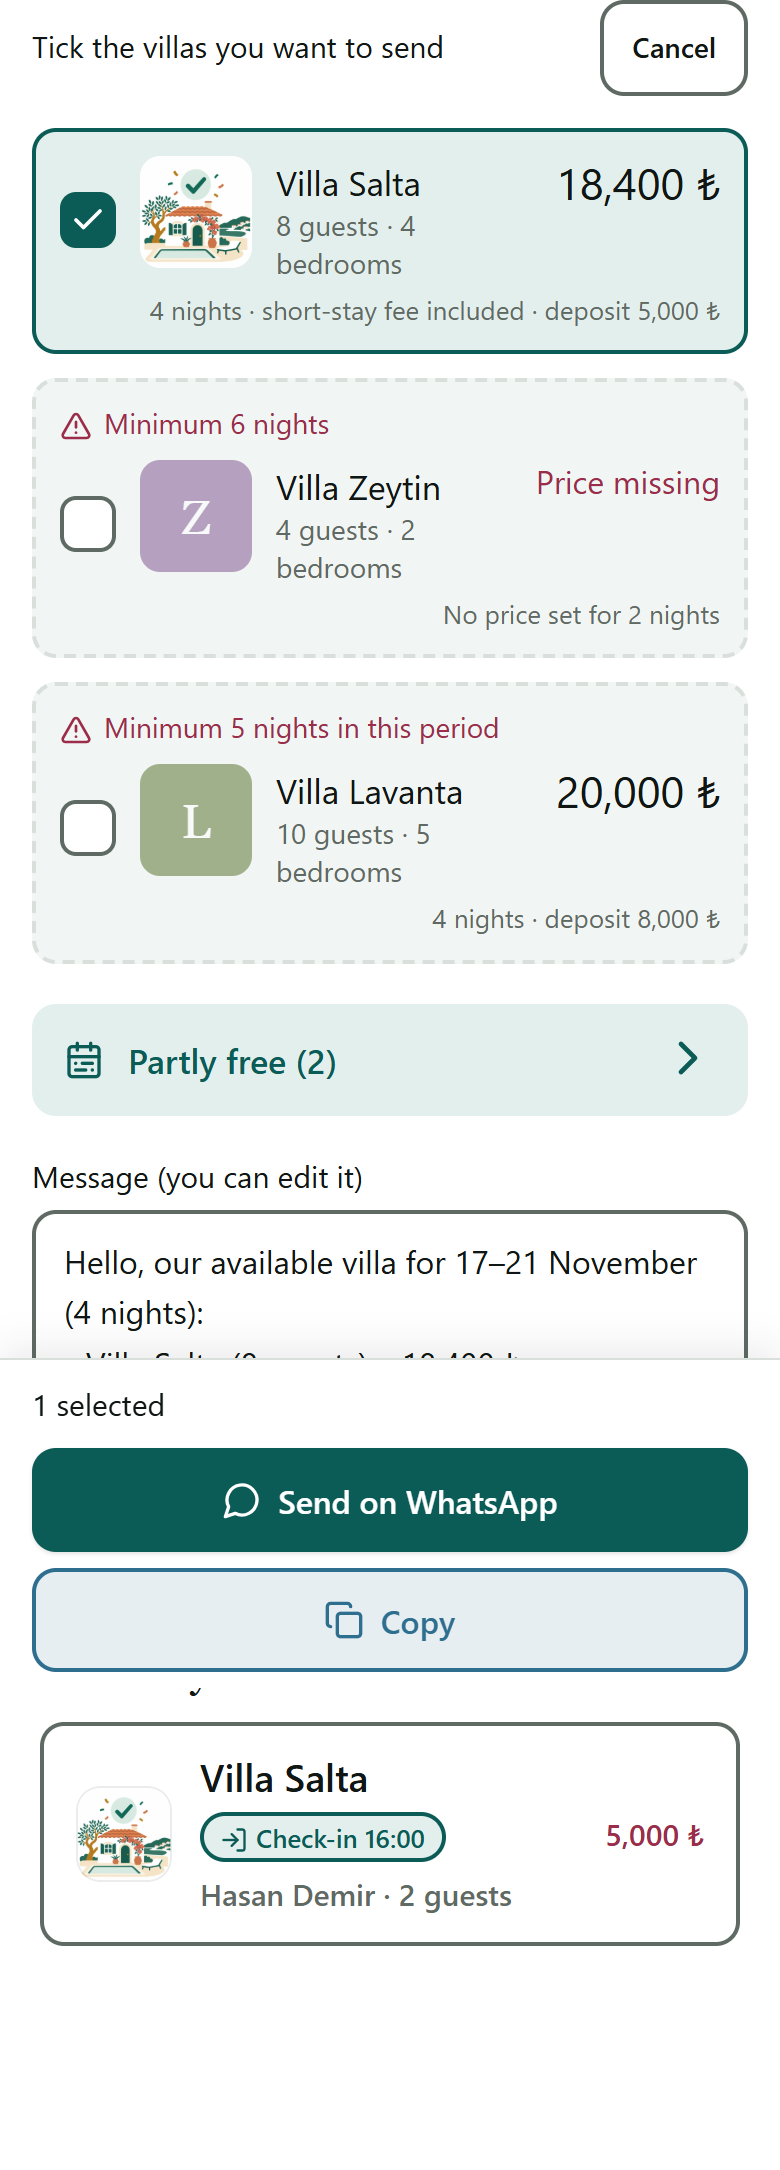 Tick the villas you want to send
Cancel
Villa Salta
18,400 ₺
8 guests · 4
bedrooms
4 nights · short-stay fee included · deposit 5,000 ₺
Minimum 6 nights
Z
Villa Zeytin
Price missing
4 guests · 2
bedrooms
No price set for 2 nights
Minimum 5 nights in this period
L
Villa Lavanta
20,000 ₺
10 guests · 5
bedrooms
4 nights · deposit 8,000 ₺
Partly free (2)
Message (you can edit it)
Hello, our available villa for 17–21 November
(4 nights):
1 selected
Send on WhatsApp
Copy
Villa Salta
Check-in 16:00
5,000 ₺
Hasan Demir · 2 guests